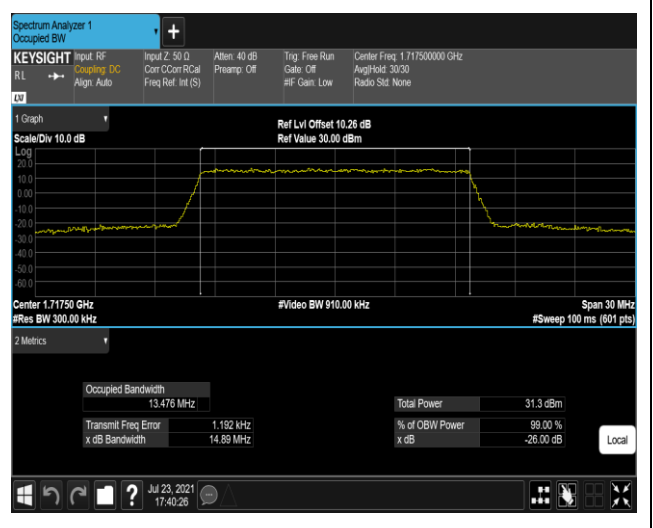 Spectrum Analyzer 1
Occupied BW
+
KEYSIGHT Input: RF Input Z: 50 Ω Atten: 40 dB Trig: Free Run Center Freq: 1.717500000 GHz
RL Coupling: DC Corr CCorr RCal Preamp: Off Gate: Off Avg|Hold: 30/30
Align: Auto Freq Ref: Int (S) #IF Gain: Low Radio Std: None
LXI
1 Graph
Ref Lvl Offset 10.26 dB
Scale/Div 10.0 dB Ref Value 30.00 dBm
Log
20.0
10.0
0.00
-10.0
-20.0
-30.0
-40.0
-50.0
-60.0
Center 1.71750 GHz #Video BW 910.00 kHz Span 30 MHz
#Res BW 300.00 kHz #Sweep 100 ms (601 pts)
2 Metrics
Occupied Bandwidth
13.476 MHz Total Power 31.3 dBm
Transmit Freq Error 1.192 kHz % of OBW Power 99.00 %
x dB Bandwidth 14.89 MHz x dB -26.00 dB
Local
? Jul 23, 2021
17:40:26